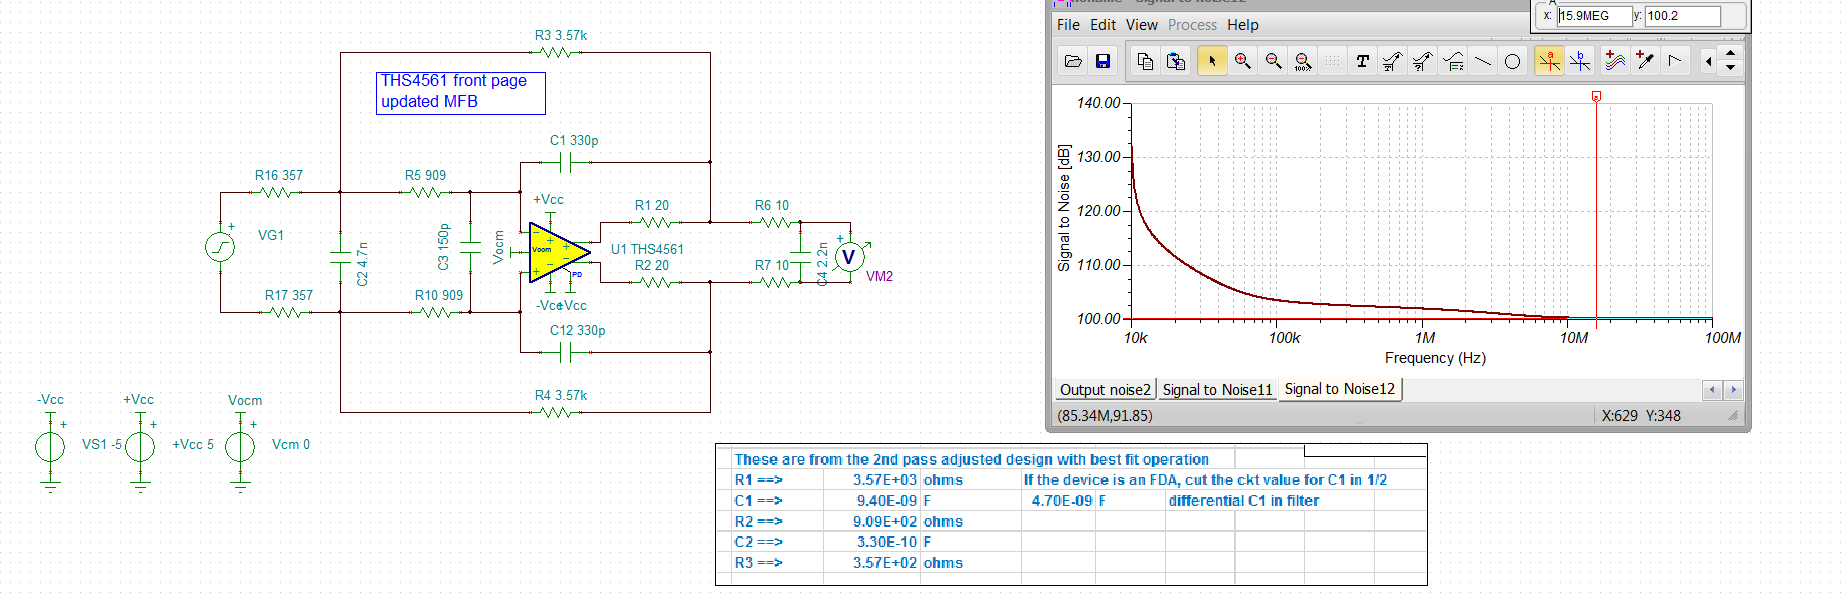 R3 3.57k
THS4561 front page
updated MFB
C1 330p
R16 357
R5 909
+Vcc
R1 20
R6 10
VG1
C2 4.7n
C3 150p
Vocm
Vocm
U1 THS4561
R2 20
R7 10
C4 2.2n
V
VM2
PD
-Vcc
+Vcc
R17 357
R10 909
C12 330p
R4 3.57k
-Vcc
+Vcc
Vocm
VS1 -5
+Vcc 5
Vcm 0
File Edit View Process Help
x: 15.9MEG y: 100.2
100%
T
a
b
Signal to Noise [dB]
140.00
130.00
120.00
110.00
100.00
10k 100k 1M 10M 100M
Frequency (Hz)
Output noise2 Signal to Noise11 Signal to Noise12
(85.34M,91.85) X:629 Y:348
These are from the 2nd pass adjusted design with best fit operation
R1 ==> 3.57E+03 ohms If the device is an FDA, cut the ckt value for C1 in 1/2
C1 ==> 9.40E-09 F 4.70E-09 F differential C1 in filter
R2 ==> 9.09E+02 ohms
C2 ==> 3.30E-10 F
R3 ==> 3.57E+02 ohms